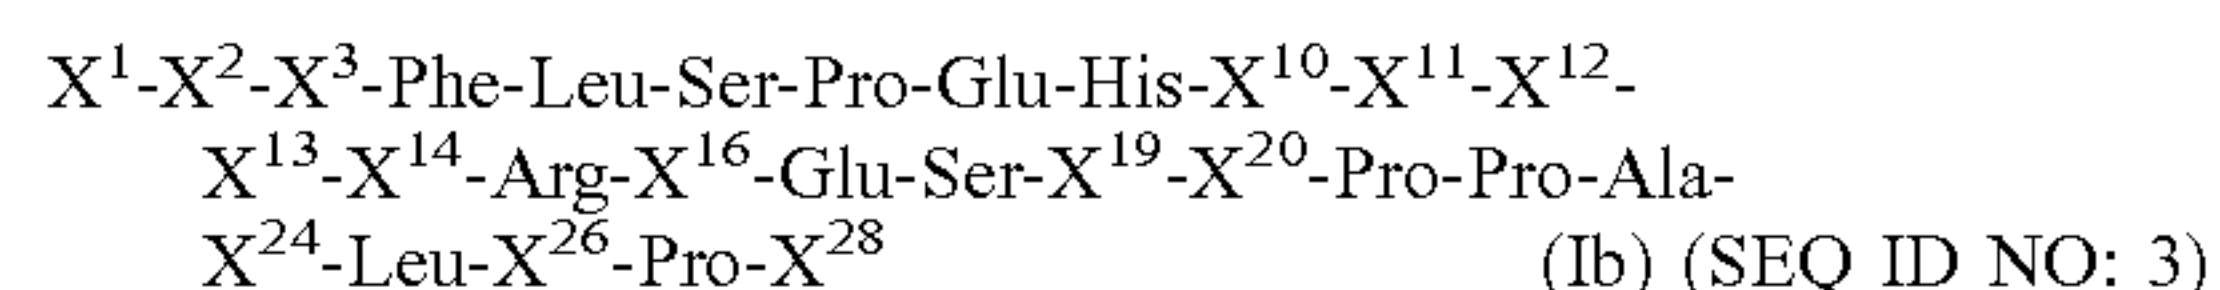 X¹-X²-X³-Phe-Leu-Ser-Pro-Glu-His-X¹⁰-X¹¹-X¹²-
X¹³-X¹⁴-Arg-X¹⁶-Glu-Ser-X¹⁹-X²⁰-Pro-Pro-Ala-
X²⁴-Leu-X²⁶-Pro-X²⁸ (Ib) (SEQ ID NO: 3)